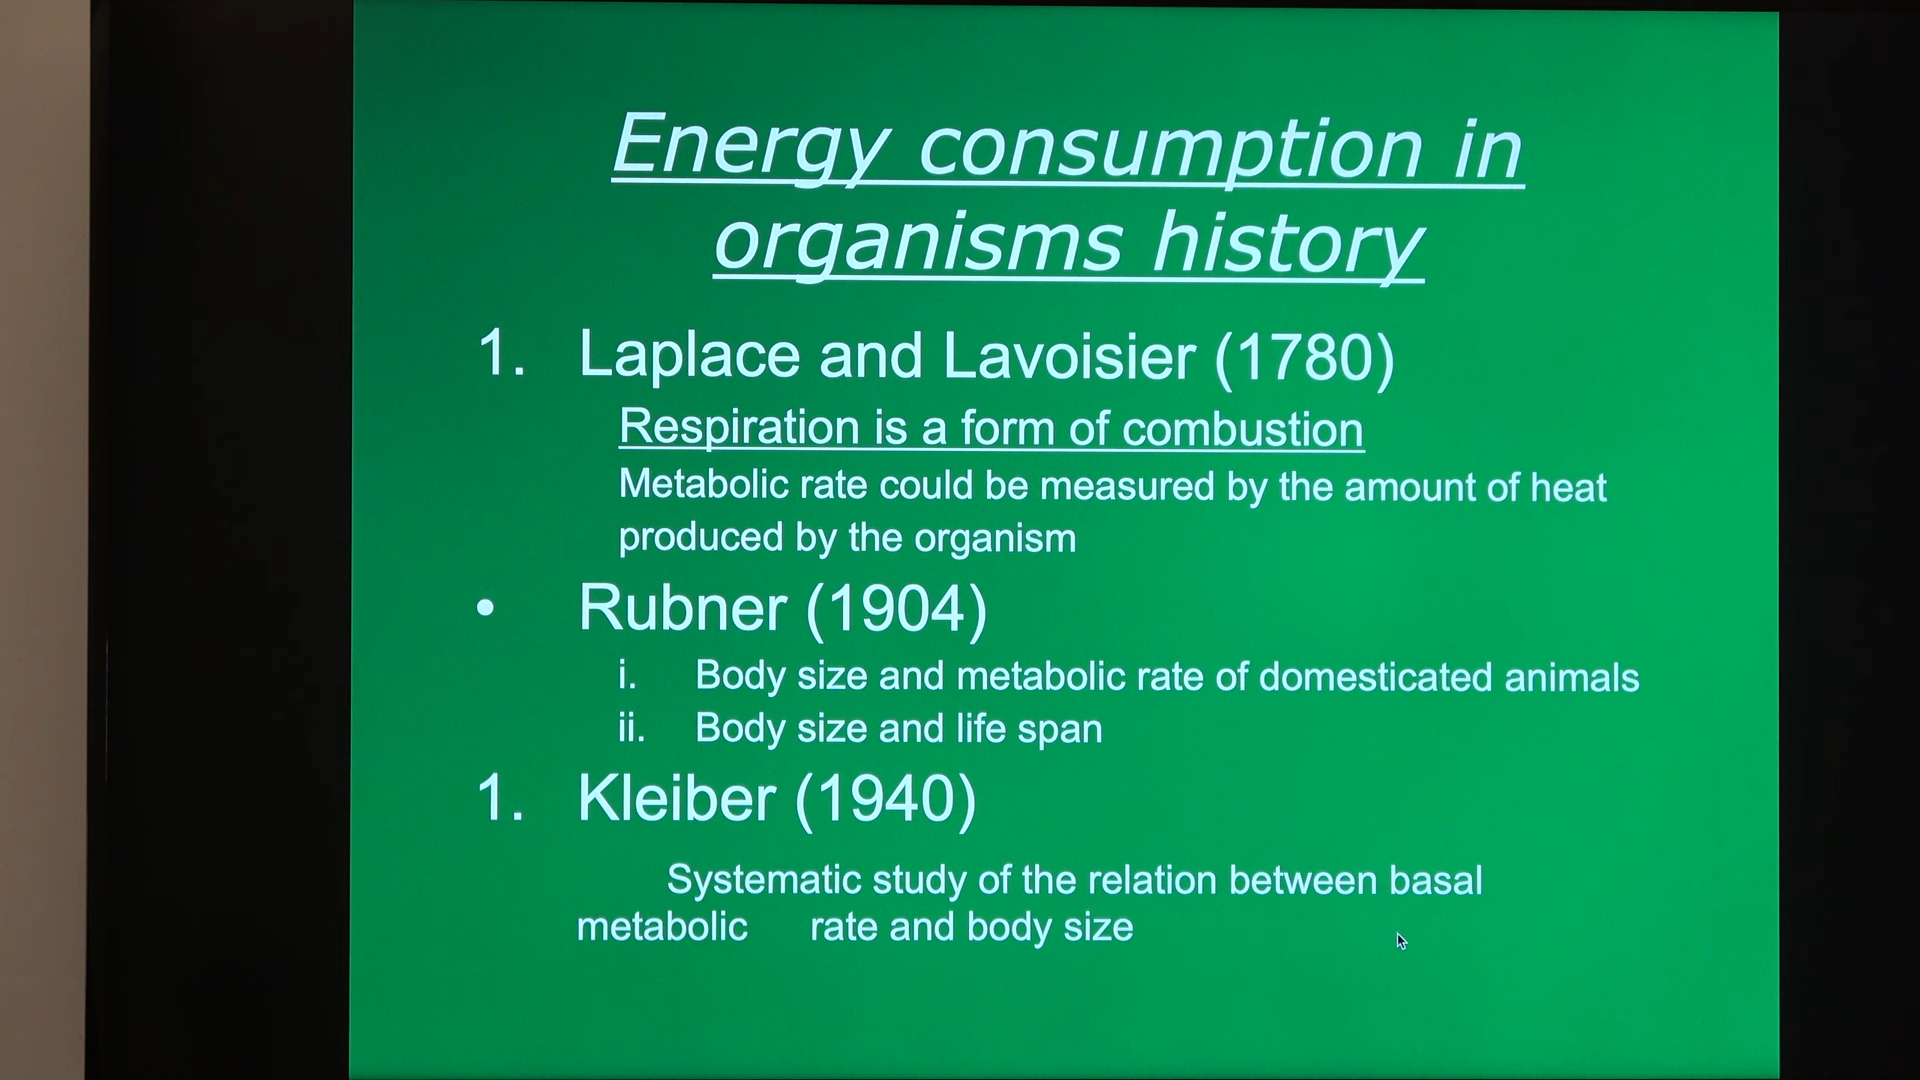 Energy consumption in
organisms history
1. Laplace and Lavoisier (1780)
Respiration is a form of combustion
Metabolic rate could be measured by the amount of heat
produced by the organism
• Rubner (1904)
i. Body size and metabolic rate of domesticated animals
ii. Body size and life span
1. Kleiber (1940)
Systematic study of the relation between basal
metabolic rate and body size